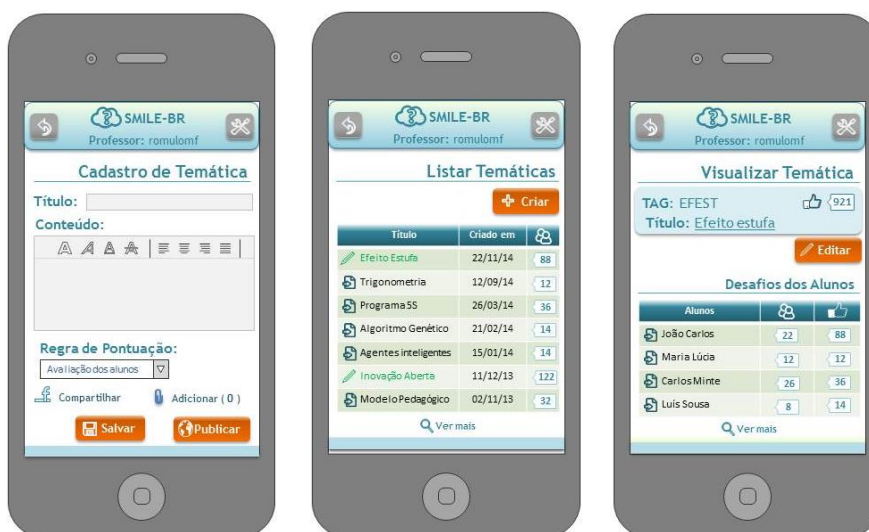 SMILE-BR
Professor: romulomf
Cadastro de Temática
Título:
Conteúdo:
A A A A
Regra de Pontuação:
Avaliação dos alunos
Compartilhar Adicionar ( 0 )
Salvar Publicar
SMILE-BR
Professor: romulomf
Listar Temáticas
Criar
Título Criado em
Efeito Estufa 22/11/14 88
Trigonometria 12/09/14 12
Programa 5S 26/03/14 36
Algoritmo Genético 21/02/14 14
Agentes inteligentes 15/01/14 14
Inovação Aberta 11/12/13 122
Modelo Pedagógico 02/11/13 32
Ver mais
SMILE-BR
Professor: romulomf
Visualizar Temática
TAG: EFEST 921
Título: Efeito estufa
Editar
Desafios dos Alunos
Alunos
João Carlos 22 88
Maria Lúcia 12 12
Carlos Minte 26 36
Luís Sousa 8 14
Ver mais